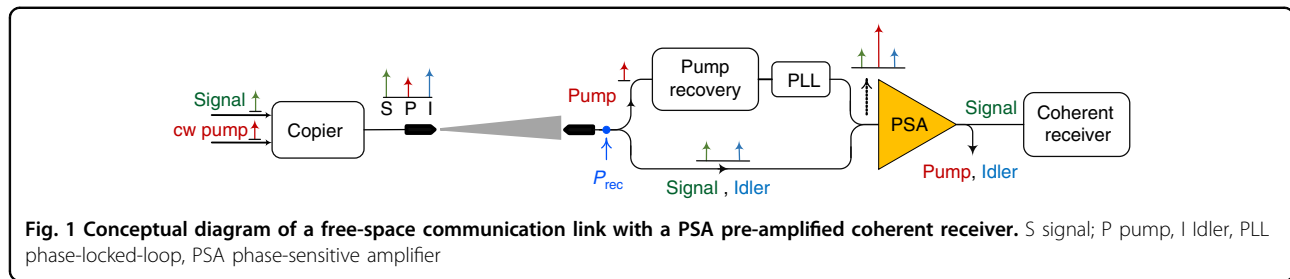 Signal
cw pump
Copier
S P I
Pump
Pump
recovery
PLL
P_rec
Signal , Idler
PSA
Signal
Pump, Idler
Coherent
receiver
Fig. 1 Conceptual diagram of a free-space communication link with a PSA pre-amplified coherent receiver. S signal; P pump, I Idler, PLL
phase-locked-loop, PSA phase-sensitive amplifier